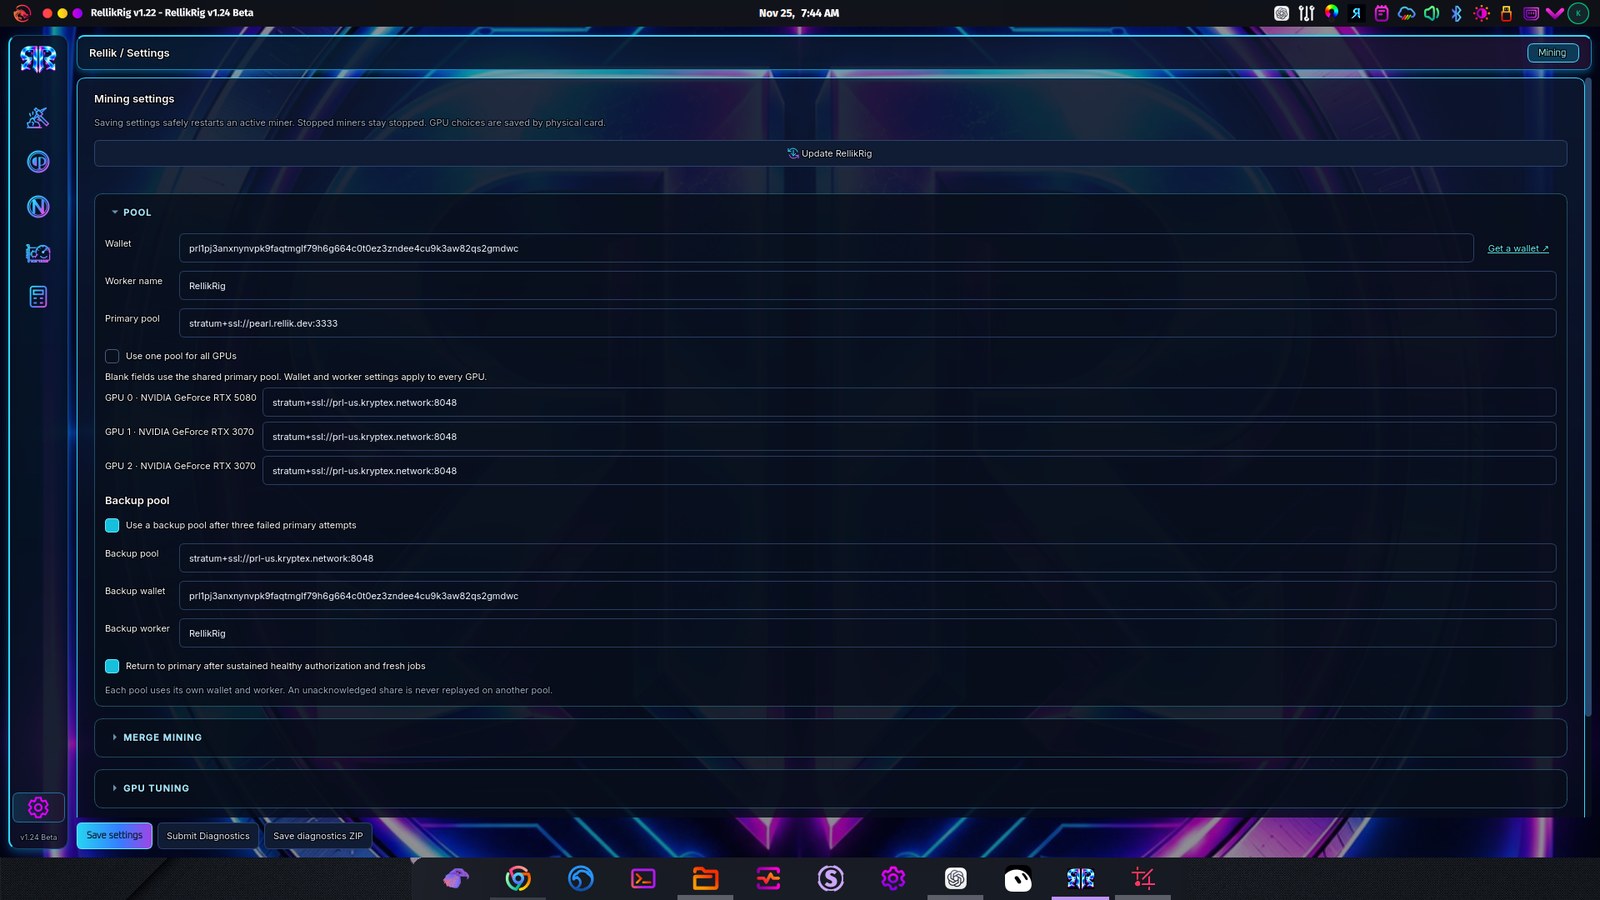 RellikRig v1.22 - RellikRig v1.24 Beta
Nov 25, 7:44 AM
K
Rellik / Settings
Mining
Mining settings
Saving settings safely restarts an active miner. Stopped miners stay stopped. GPU choices are saved by physical card.
Update RellikRig
POOL
Wallet
prl1pj3anxnynvpk9faqtmglf79h6g664c0t0ez3zndee4cu9k3aw82qs2gmdwc
Get a wallet ↗
Worker name
RellikRig
Primary pool
stratum+ssl://pearl.rellik.dev:3333
Use one pool for all GPUs
Blank fields use the shared primary pool. Wallet and worker settings apply to every GPU.
GPU 0 · NVIDIA GeForce RTX 5080
stratum+ssl://prl-us.kryptex.network:8048
GPU 1 · NVIDIA GeForce RTX 3070
stratum+ssl://prl-us.kryptex.network:8048
GPU 2 · NVIDIA GeForce RTX 3070
stratum+ssl://prl-us.kryptex.network:8048
Backup pool
Use a backup pool after three failed primary attempts
Backup pool
stratum+ssl://prl-us.kryptex.network:8048
Backup wallet
prl1pj3anxnynvpk9faqtmglf79h6g664c0t0ez3zndee4cu9k3aw82qs2gmdwc
Backup worker
RellikRig
Return to primary after sustained healthy authorization and fresh jobs
Each pool uses its own wallet and worker. An unacknowledged share is never replayed on another pool.
MERGE MINING
GPU TUNING
v1.24 Beta
Save settings
Submit Diagnostics
Save diagnostics ZIP